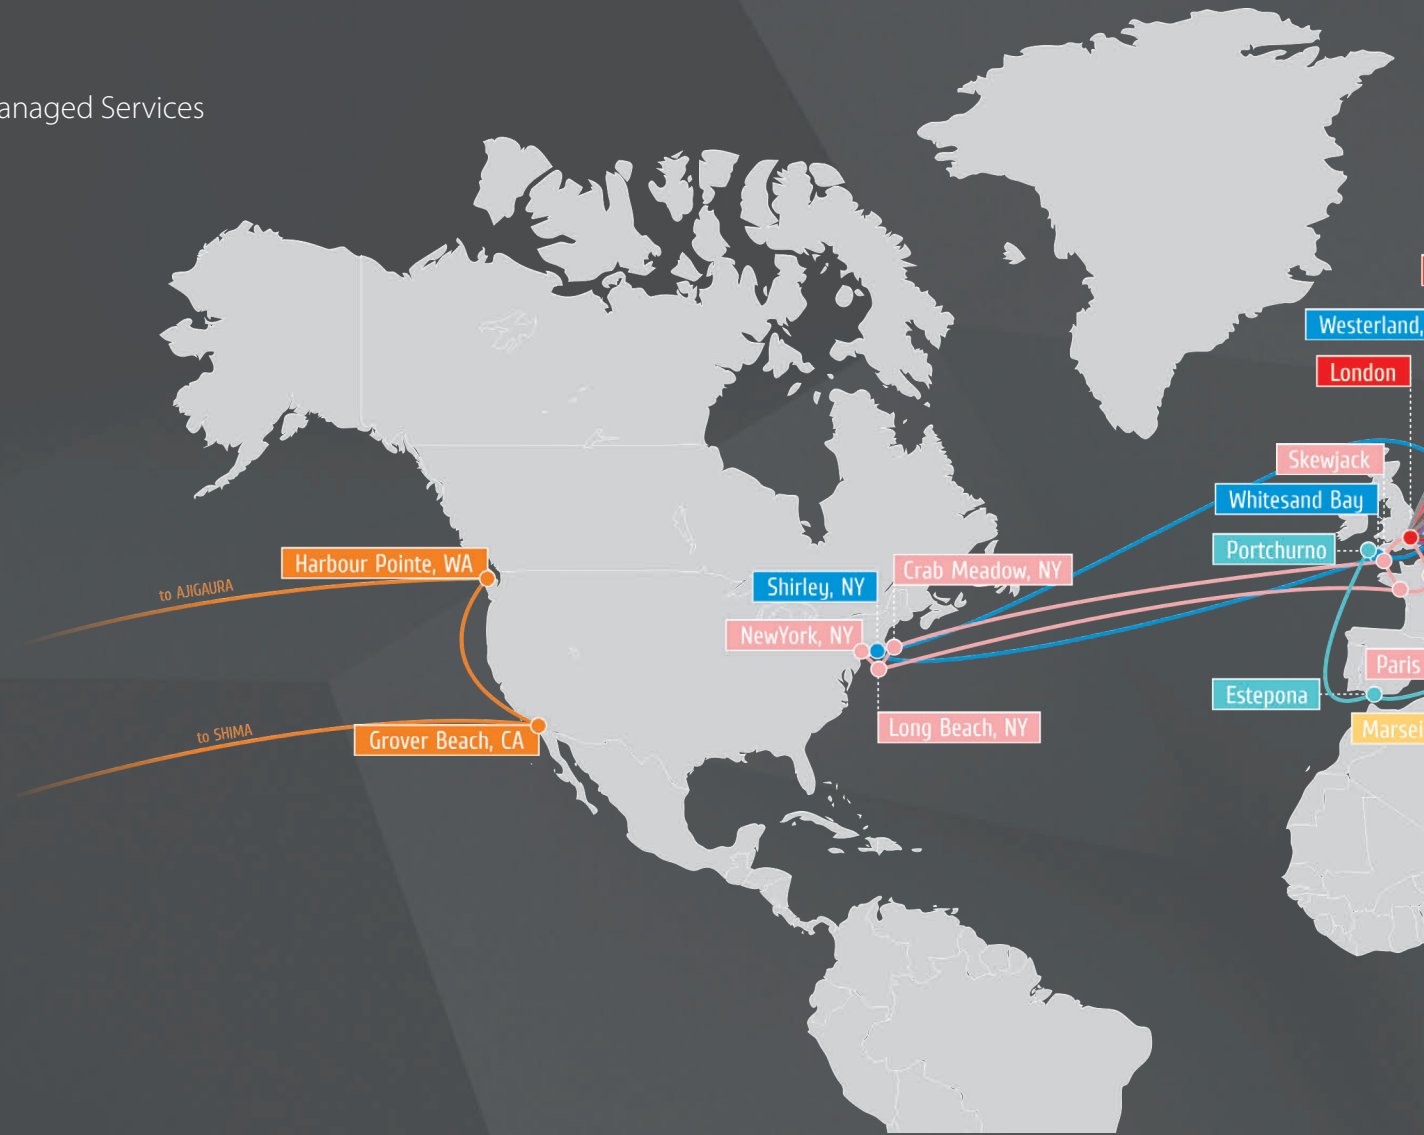 anaged Services
Westerland,
London
Skewjack
Whitesand Bay
Portchurno
Harbour Pointe, WA
Crab Meadow, NY
Shirley, NY
to AJIGAURA
NewYork, NY
Paris
Estepona
Long Beach, NY
Marsei
to SHIMA
Grover Beach, CA